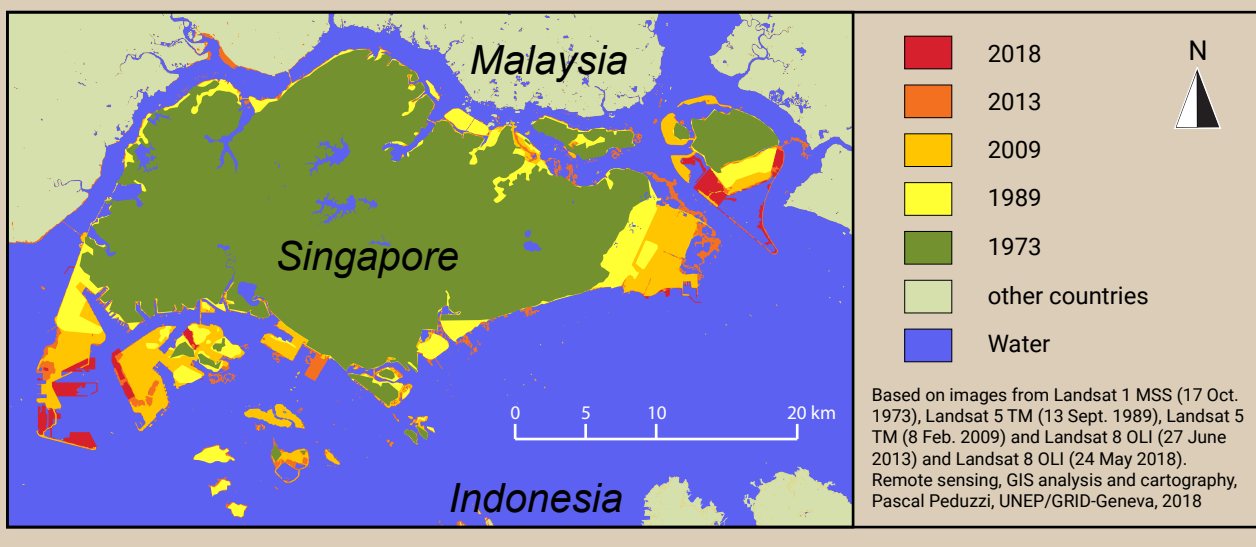 Malaysia
Singapore
0 5 10 20 km
Indonesia
2018
2013
2009
1989
1973
other countries
Water
N
Based on images from Landsat 1 MSS (17 Oct.
1973), Landsat 5 TM (13 Sept. 1989), Landsat 5
TM (8 Feb. 2009) and Landsat 8 OLI (27 June
2013) and Landsat 8 OLI (24 May 2018).
Remote sensing, GIS analysis and cartography,
Pascal Peduzzi, UNEP/GRID-Geneva, 2018